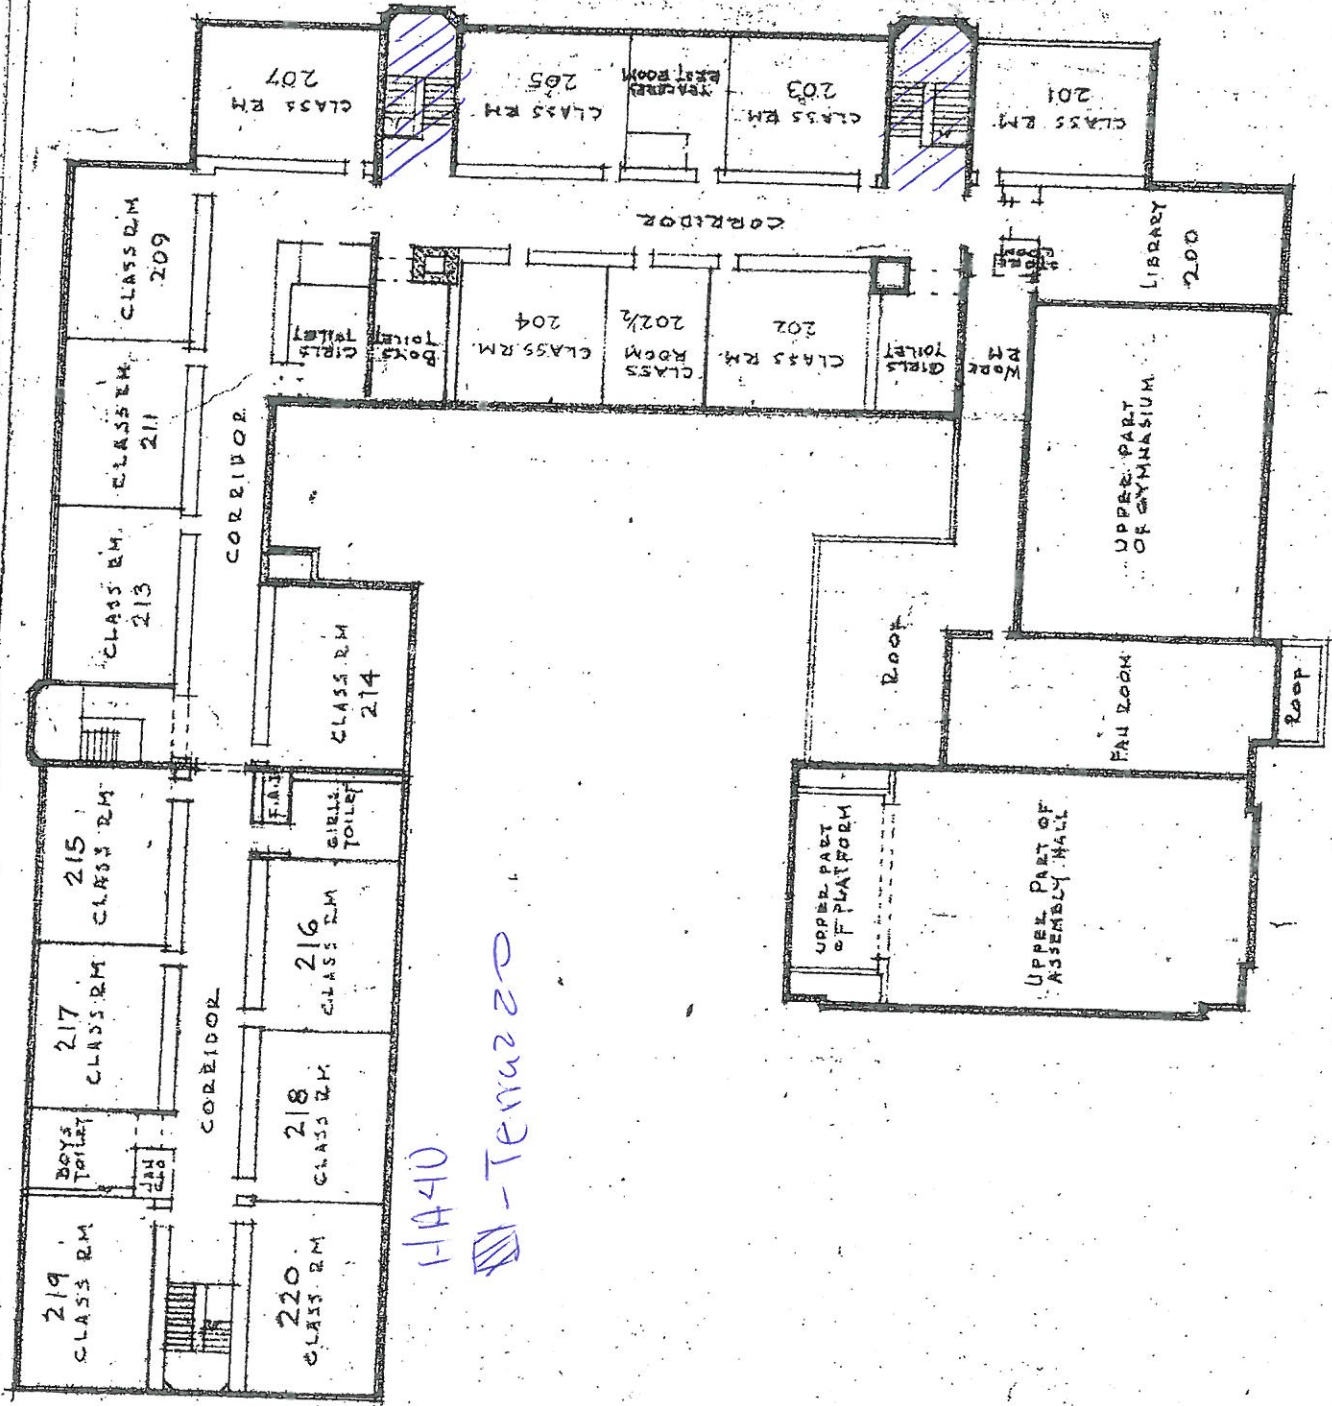 CLASS RM
207
CLASS RM
205
TEACHERS
REST ROOM
CLASS RM
203
CLASS RM.
201
CORRIDOR
LIBRARY
200
CLASS RM
209
CLASS RM.
211
CLASS RM.
213
CORRIDOR
GIRLS
TOILET
BOYS
TOILET
CLASS RM.
204
CLASS
ROOM
202½
CLASS RM.
202
GIRLS
TOILET
WORK
RM
UPPER PART
OF GYMNASIUM
ROOF
FAN ROOM
ROOF
CLASS RM
214
F.A.I.
GIRLS
TOILET
215
CLASS RM
217
CLASS RM
216
CLASS RM
218
CLASS RM
CORRIDOR
BOYS
TOILET
JAN
CLO
219
CLASS RM
220
CLASS RM
UPPER PART
OF PLATFORM
UPPER PART OF
ASSEMBLY HALL
HA40
- Terrazzo